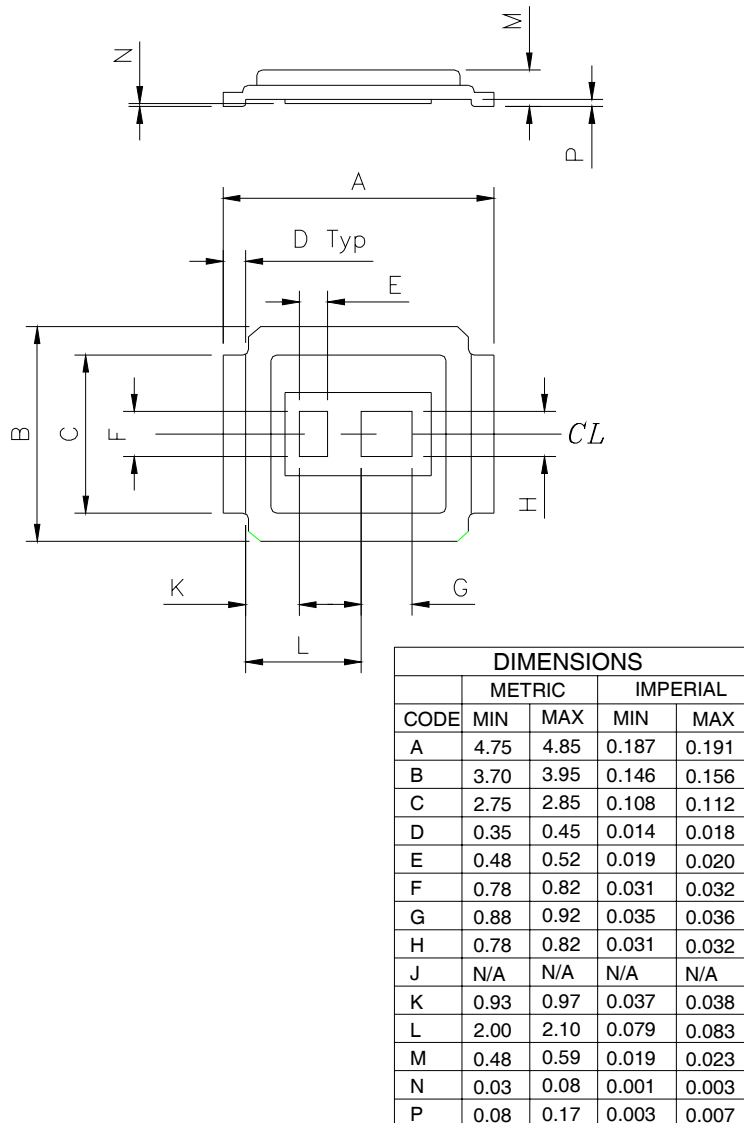 N
M
P
A
D Typ
E
B
C
F
CL
H
K
G
L
DIMENSIONS
METRIC IMPERIAL
CODE MIN MAX MIN MAX
A 4.75 4.85 0.187 0.191
B 3.70 3.95 0.146 0.156
C 2.75 2.85 0.108 0.112
D 0.35 0.45 0.014 0.018
E 0.48 0.52 0.019 0.020
F 0.78 0.82 0.031 0.032
G 0.88 0.92 0.035 0.036
H 0.78 0.82 0.031 0.032
J N/A N/A N/A N/A
K 0.93 0.97 0.037 0.038
L 2.00 2.10 0.079 0.083
M 0.48 0.59 0.019 0.023
N 0.03 0.08 0.001 0.003
P 0.08 0.17 0.003 0.007